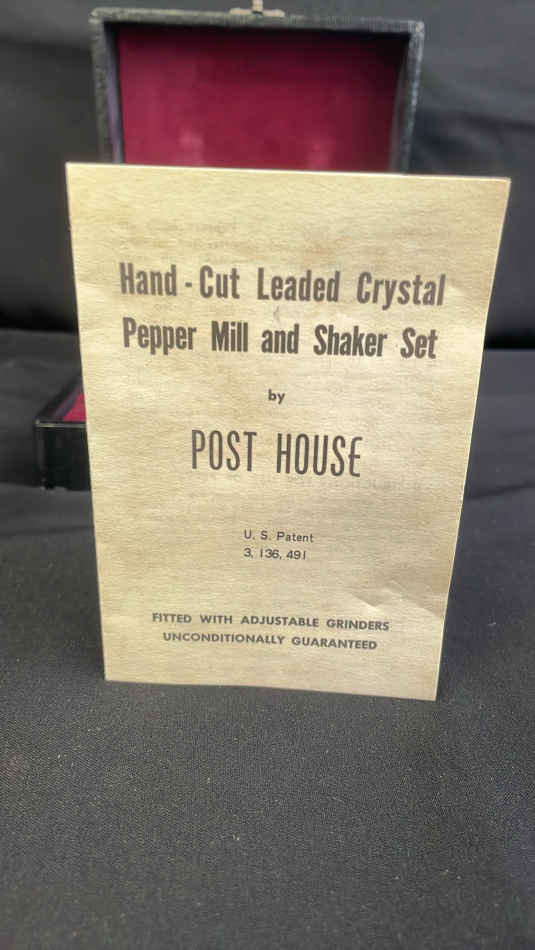 Hand-Cut Leaded Crystal
Pepper Mill and Shaker Set
by
POST HOUSE
U. S. Patent
3, 136, 491
FITTED WITH ADJUSTABLE GRINDERS
UNCONDITIONALLY GUARANTEED